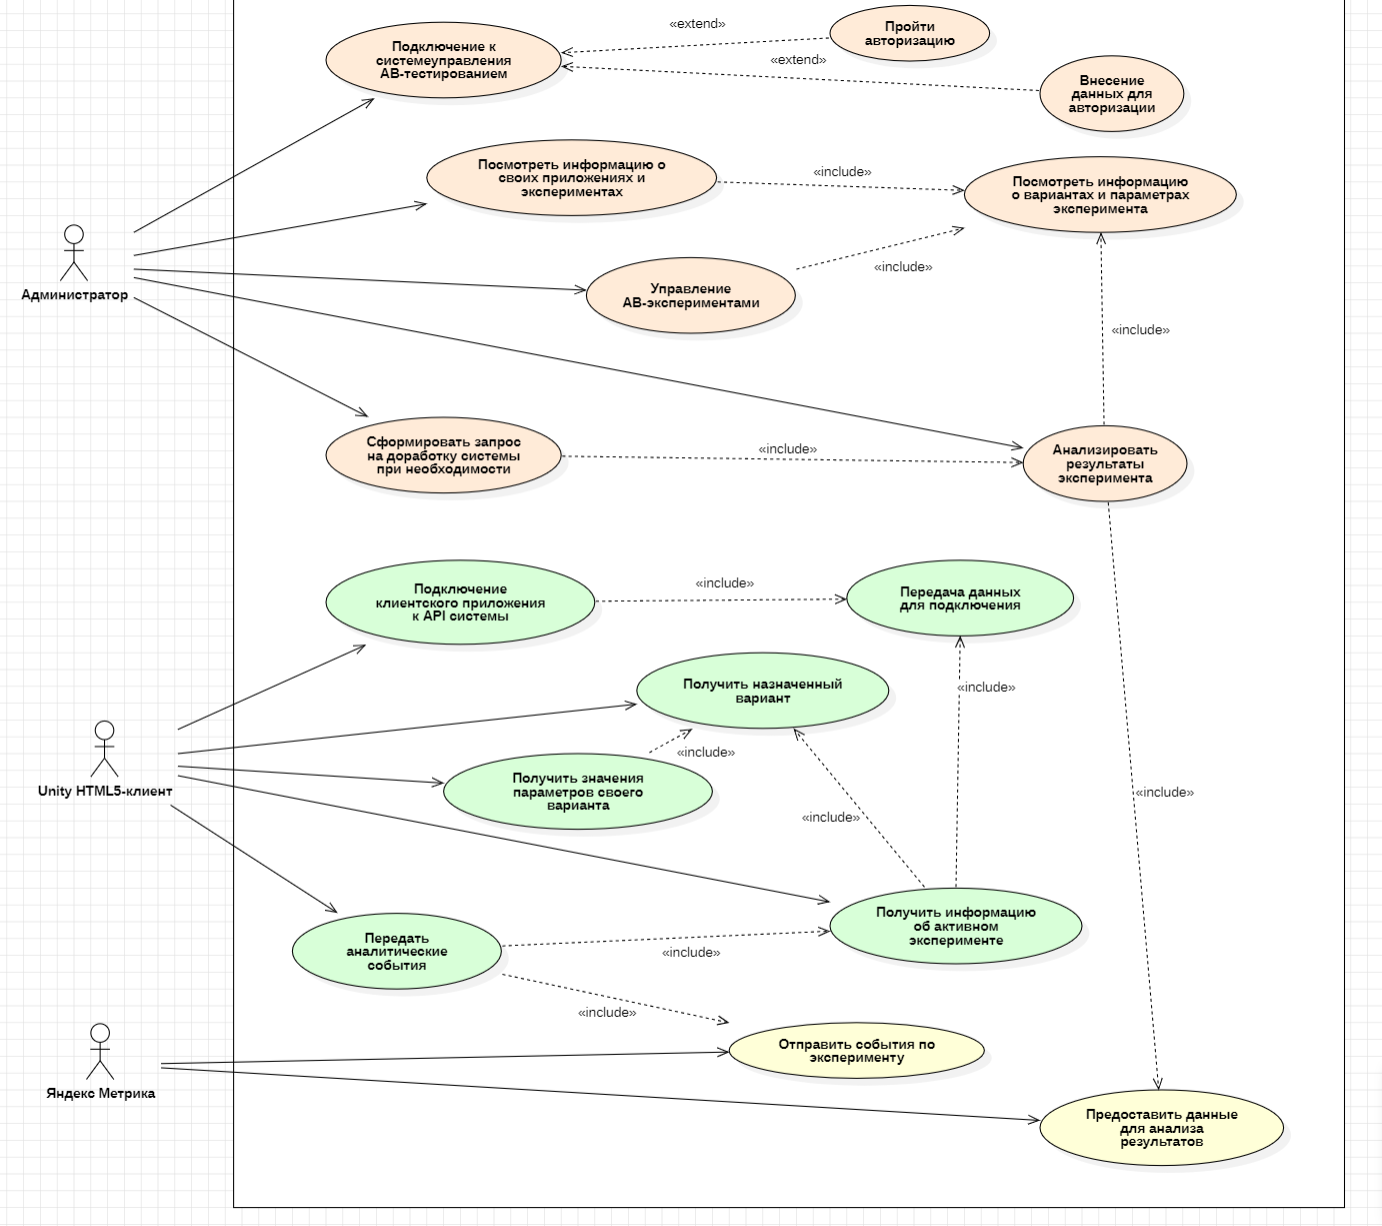 «extend»
Пройти
авторизацию
Подключение к
системеуправления
АВ-тестированием
«extend»
Внесение
данных для
авторизации
Посмотреть информацию о
своих приложениях и
экспериментах
«include»
Посмотреть информацию
о вариантах и параметрах
эксперимента
Администратор
«include»
Управление
АВ-экспериментами
«include»
Сформировать запрос
на доработку системы
при необходимости
«include»
Анализировать
результаты
эксперимента
Подключение
клиентского приложения
к API системы
«include»
Передача данных
для подключения
Получить назначенный
вариант
«include»
«include»
Unity HTML5-клиент
Получить значения
параметров своего
варианта
«include»
«include»
Передать
аналитические
события
«include»
Получить информацию
об активном
эксперименте
«include»
Яндекс Метрика
Отправить события по
эксперименту
Предоставить данные
для анализа
результатов